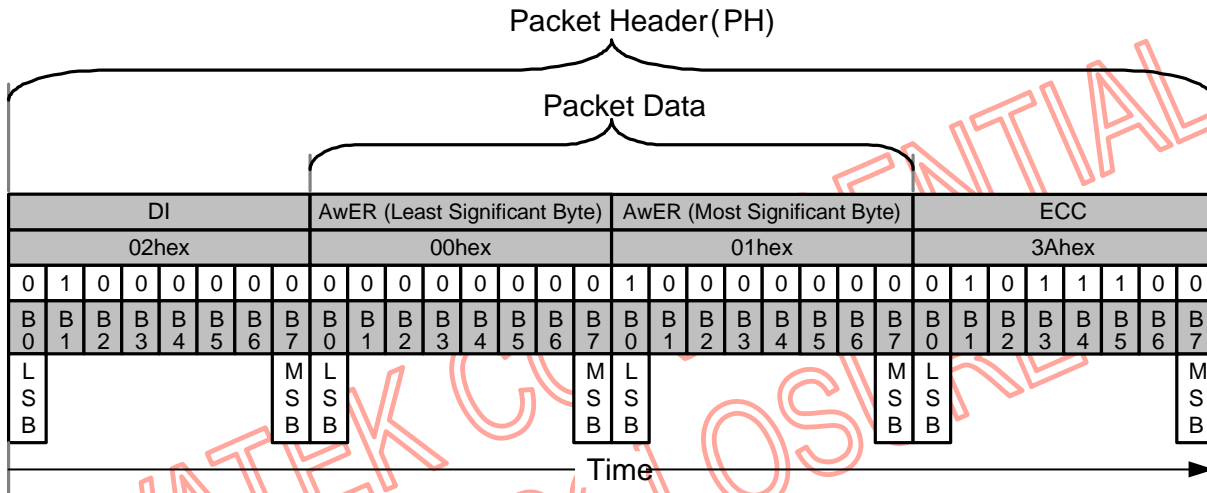 Packet Header(PH)
Packet Data
DI AwER (Least Significant Byte) AwER (Most Significant Byte) ECC
02hex 00hex 01hex 3Ahex
0 1 0 0 0 0 0 0 0 0 0 0 0 0 0 0 1 0 0 0 0 0 0 0 0 1 0 1 1 1 0 0
B0 B1 B2 B3 B4 B5 B6 B7 B0 B1 B2 B3 B4 B5 B6 B7 B0 B1 B2 B3 B4 B5 B6 B7 B0 B1 B2 B3 B4 B5 B6 B7
LSB MSB LSB MSB LSB MSB LSB MSB
Time